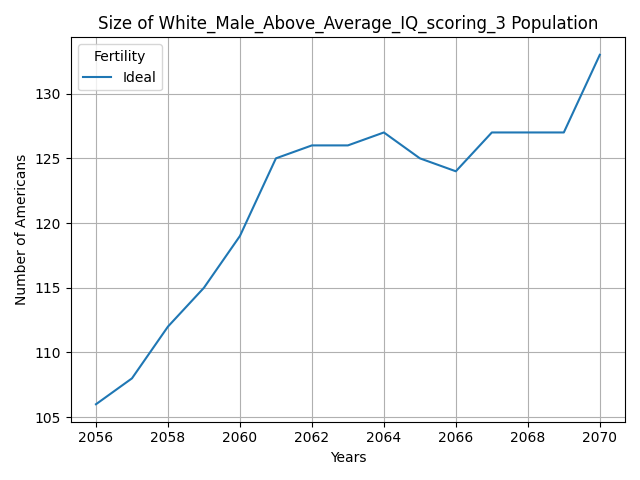 Size of White_Male_Above_Average_IQ_scoring_3 Population
Fertility
Ideal
Number of Americans
130
125
120
115
110
105
2056 2058 2060 2062 2064 2066 2068 2070
Years